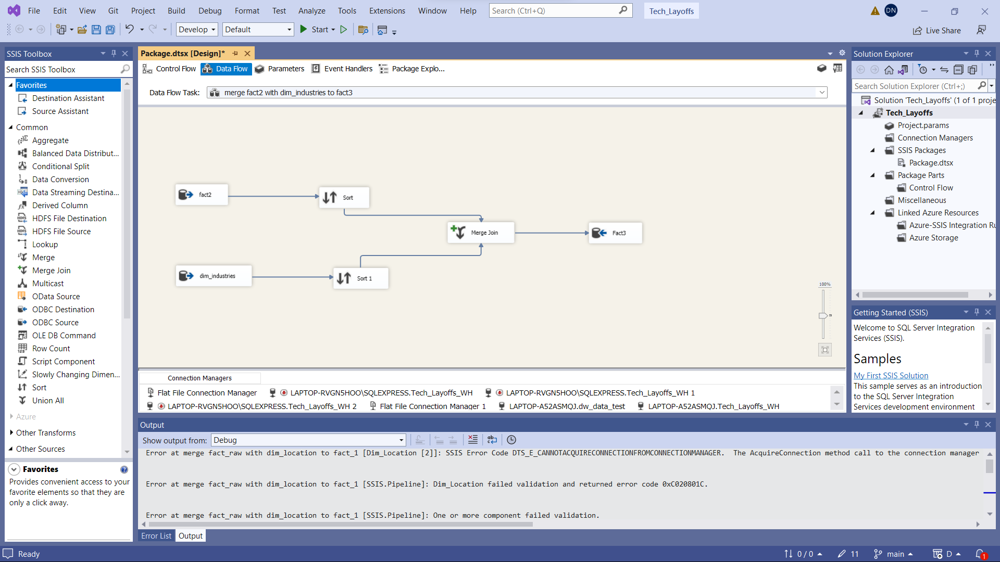 File Edit View Git Project Build Debug Format Test Analyze Tools Extensions Window Help Search (Ctrl+Q) Tech_Layoffs DN
Develop Default Start Live Share
SSIS Toolbox
Search SSIS Toolbox
Favorites
Destination Assistant
Source Assistant
Common
Aggregate
Balanced Data Distribut...
Conditional Split
Data Conversion
Data Streaming Destina...
Derived Column
HDFS File Destination
HDFS File Source
Lookup
Merge
Merge Join
Multicast
OData Source
ODBC Destination
ODBC Source
OLE DB Command
Row Count
Script Component
Slowly Changing Dimen...
Sort
Union All
Azure
Other Transforms
Other Sources
Favorites
Provides convenient access to your
favorite elements so that they are
only a click away.
Package.dtsx [Design]*
Control Flow Data Flow Parameters Event Handlers Package Explo...
Data Flow Task: merge fact2 with dim_industries to fact3
fact2
Sort
Merge Join
Fact3
dim_industries
Sort 1
100%
Connection Managers
Flat File Connection Manager LAPTOP-RVGN5HOO\SQLEXPRESS.Tech_Layoffs_WH LAPTOP-RVGN5HOO\SQLEXPRESS.Tech_Layoffs_WH 1
LAPTOP-RVGN5HOO\SQLEXPRESS.Tech_Layoffs_WH 2 Flat File Connection Manager 1 LAPTOP-A52ASMQJ.dw_data_test LAPTOP-A52ASMQJ.Tech_Layoffs_WH
Output
Show output from: Debug
Error at merge fact_raw with dim_location to fact_1 [Dim_Location [2]]: SSIS Error Code DTS_E_CANNOTACQUIRECONNECTIONFROMCONNECTIONMANAGER.  The AcquireConnection method call to the connection manager
Error at merge fact_raw with dim_location to fact_1 [SSIS.Pipeline]: Dim_Location failed validation and returned error code 0xC020801C.
Error at merge fact_raw with dim_location to fact_1 [SSIS.Pipeline]: One or more component failed validation.
Error List Output
Solution Explorer
Search Solution Explorer (Ctrl+;)
Solution 'Tech_Layoffs' (1 of 1 proje
Tech_Layoffs
Project.params
Connection Managers
SSIS Packages
Package.dtsx
Package Parts
Control Flow
Miscellaneous
Linked Azure Resources
Azure-SSIS Integration Ru
Azure Storage
Getting Started (SSIS)
Welcome to SQL Server Integration
Services (SSIS).
Samples
My First SSIS Solution
This sample serves as an introduction
to the SQL Server Integration
Services development environment
Ready 0 / 0 11 main D 1